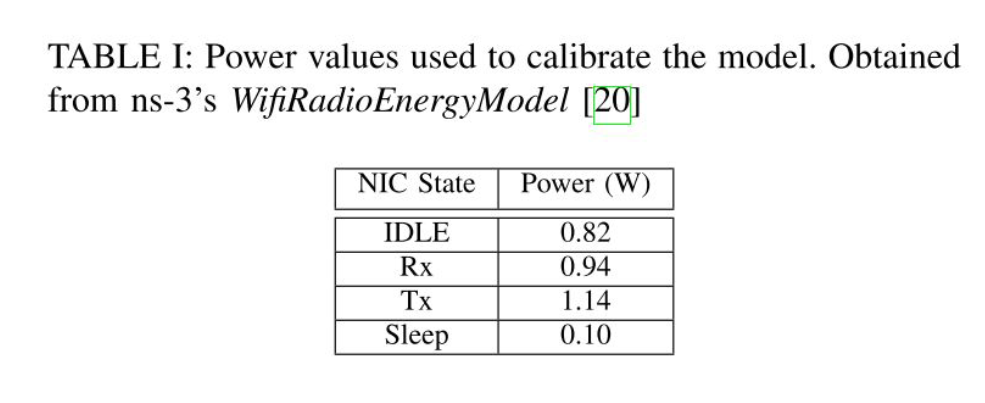 TABLE I: Power values used to calibrate the model. Obtained
from ns-3’s WifiRadioEnergyModel [20]
NIC State Power (W)
IDLE 0.82
Rx 0.94
Tx 1.14
Sleep 0.10